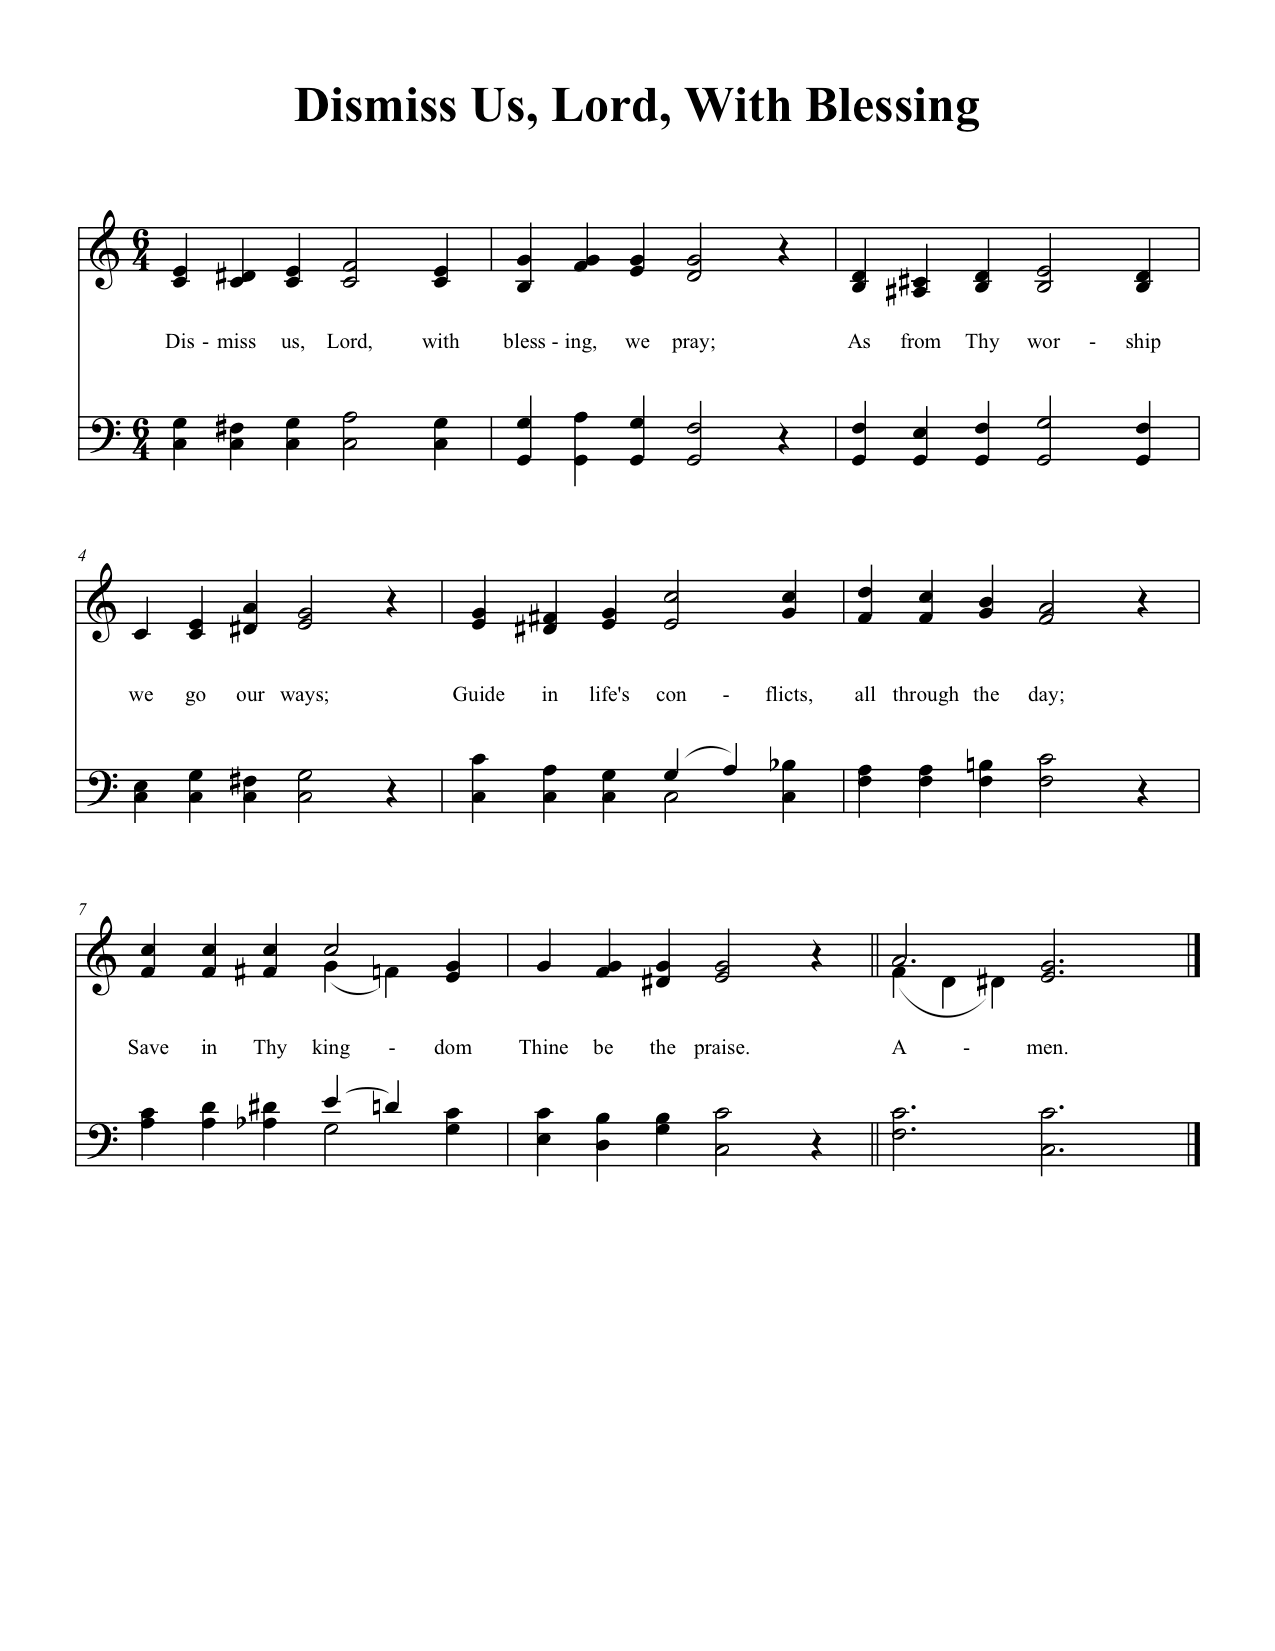 Dismiss Us, Lord, With Blessing
6
4
Dis - miss us, Lord, with bless - ing, we pray; As from Thy wor - ship
6
4
4
we go our ways; Guide in life's con - flicts, all through the day;
7
Save in Thy king - dom Thine be the praise. A - men.